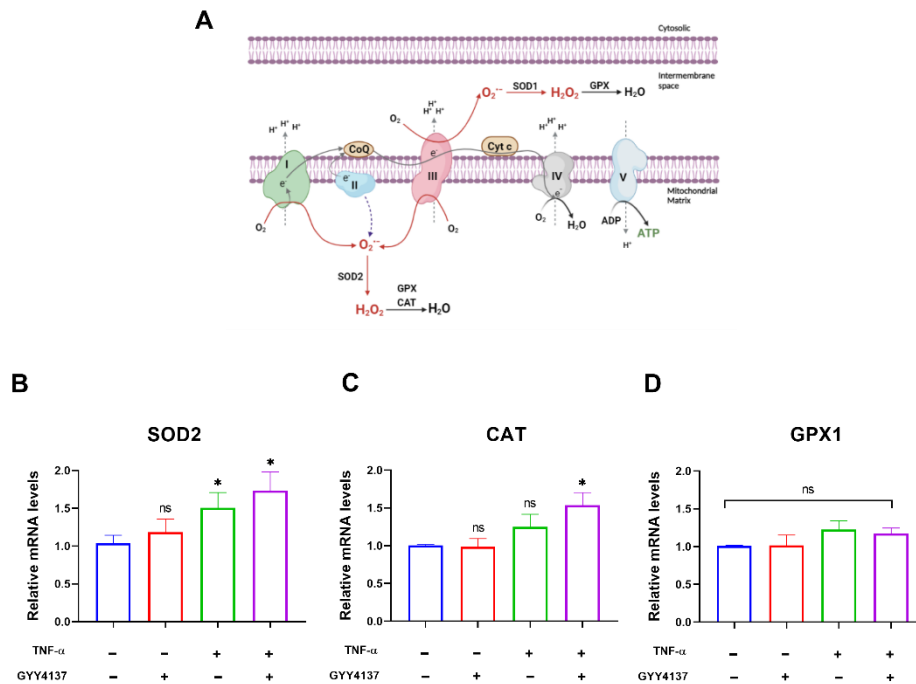 A
Cytosolic
Intermembrane
space
O₂•− SOD1 H₂O₂ GPX H₂O
H⁺ H⁺ H⁺
H⁺ H⁺ H⁺
H⁺ H⁺ H⁺
O₂
I
e⁻
CoQ
e⁻
II
e⁻
III
Cyt c
IV
e⁻
V
Mitochondrial
Matrix
O₂
O₂
O₂
H₂O
ADP
ATP
H⁺
O₂•−
SOD2
GPX
CAT
H₂O₂
H₂O
B
SOD2
Relative mRNA levels
2.0
1.5
1.0
0.5
0.0
ns
*
*
TNF-α − − + +
GYY4137 − + − +
C
CAT
Relative mRNA levels
2.0
1.5
1.0
0.5
0.0
ns
ns
*
TNF-α − − + +
GYY4137 − + − +
D
GPX1
Relative mRNA levels
2.0
1.5
1.0
0.5
0.0
ns
TNF-α − − + +
GYY4137 − + − +